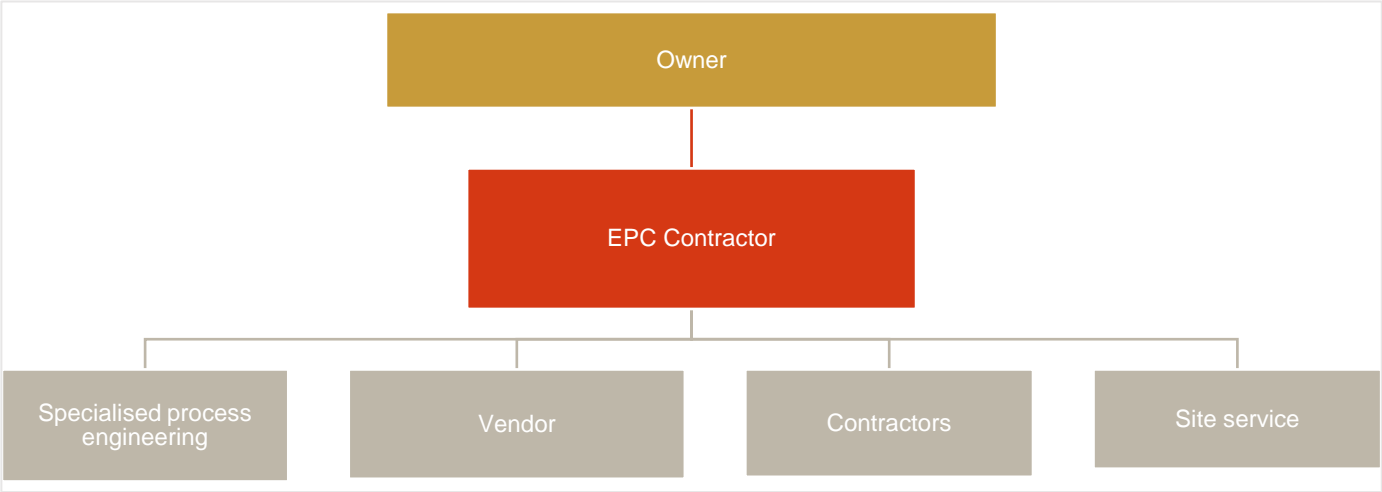 Owner
EPC Contractor
Specialised process
engineering
Vendor
Contractors
Site service